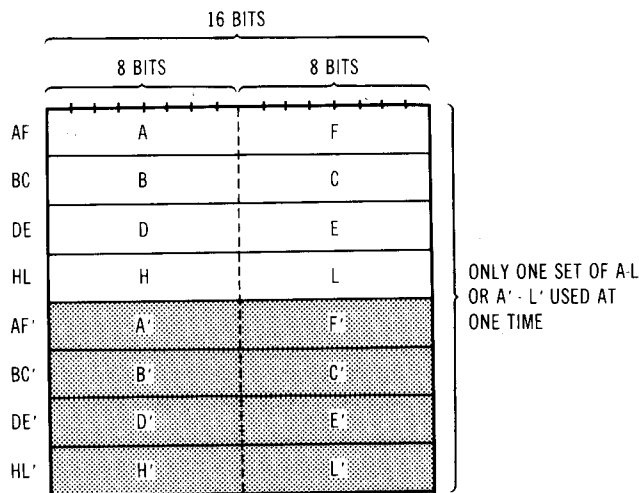 16 BITS
8 BITS 8 BITS
AF A F
BC B C
DE D E
HL H L
AF' A' F'
BC' B' C'
DE' D' E'
HL' H' L'
ONLY ONE SET OF A-L
OR A' - L' USED AT
ONE TIME